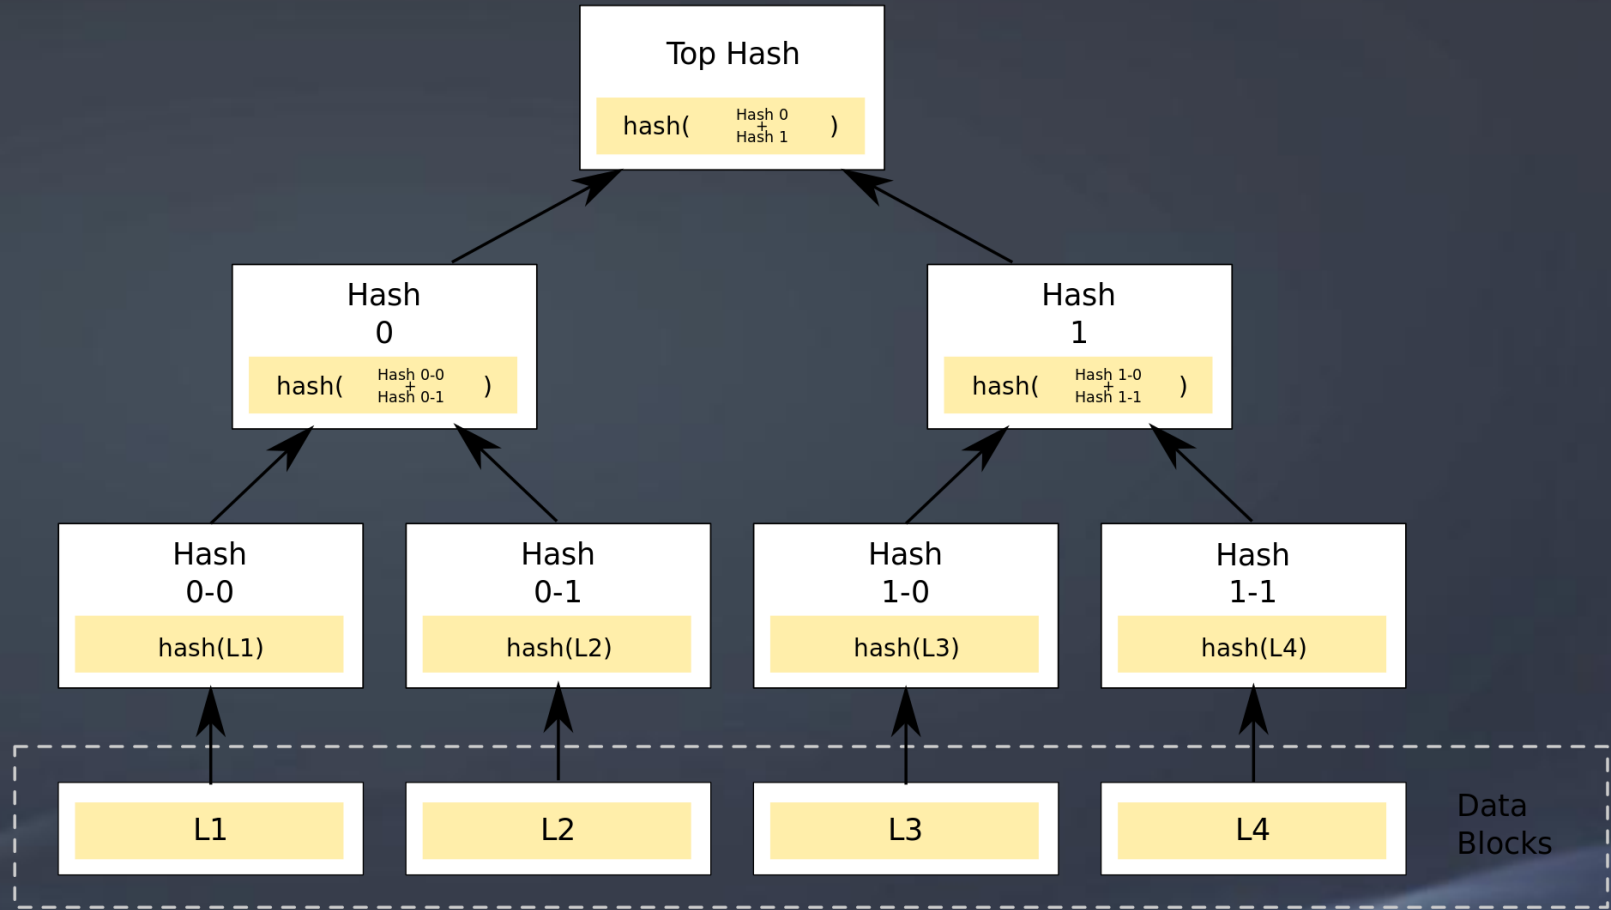 Top Hash
hash( Hash 0 + Hash 1 )
Hash
0
hash( Hash 0-0 + Hash 0-1 )
Hash
1
hash( Hash 1-0 + Hash 1-1 )
Hash
0-0
hash(L1)
Hash
0-1
hash(L2)
Hash
1-0
hash(L3)
Hash
1-1
hash(L4)
L1
L2
L3
L4
Data
Blocks